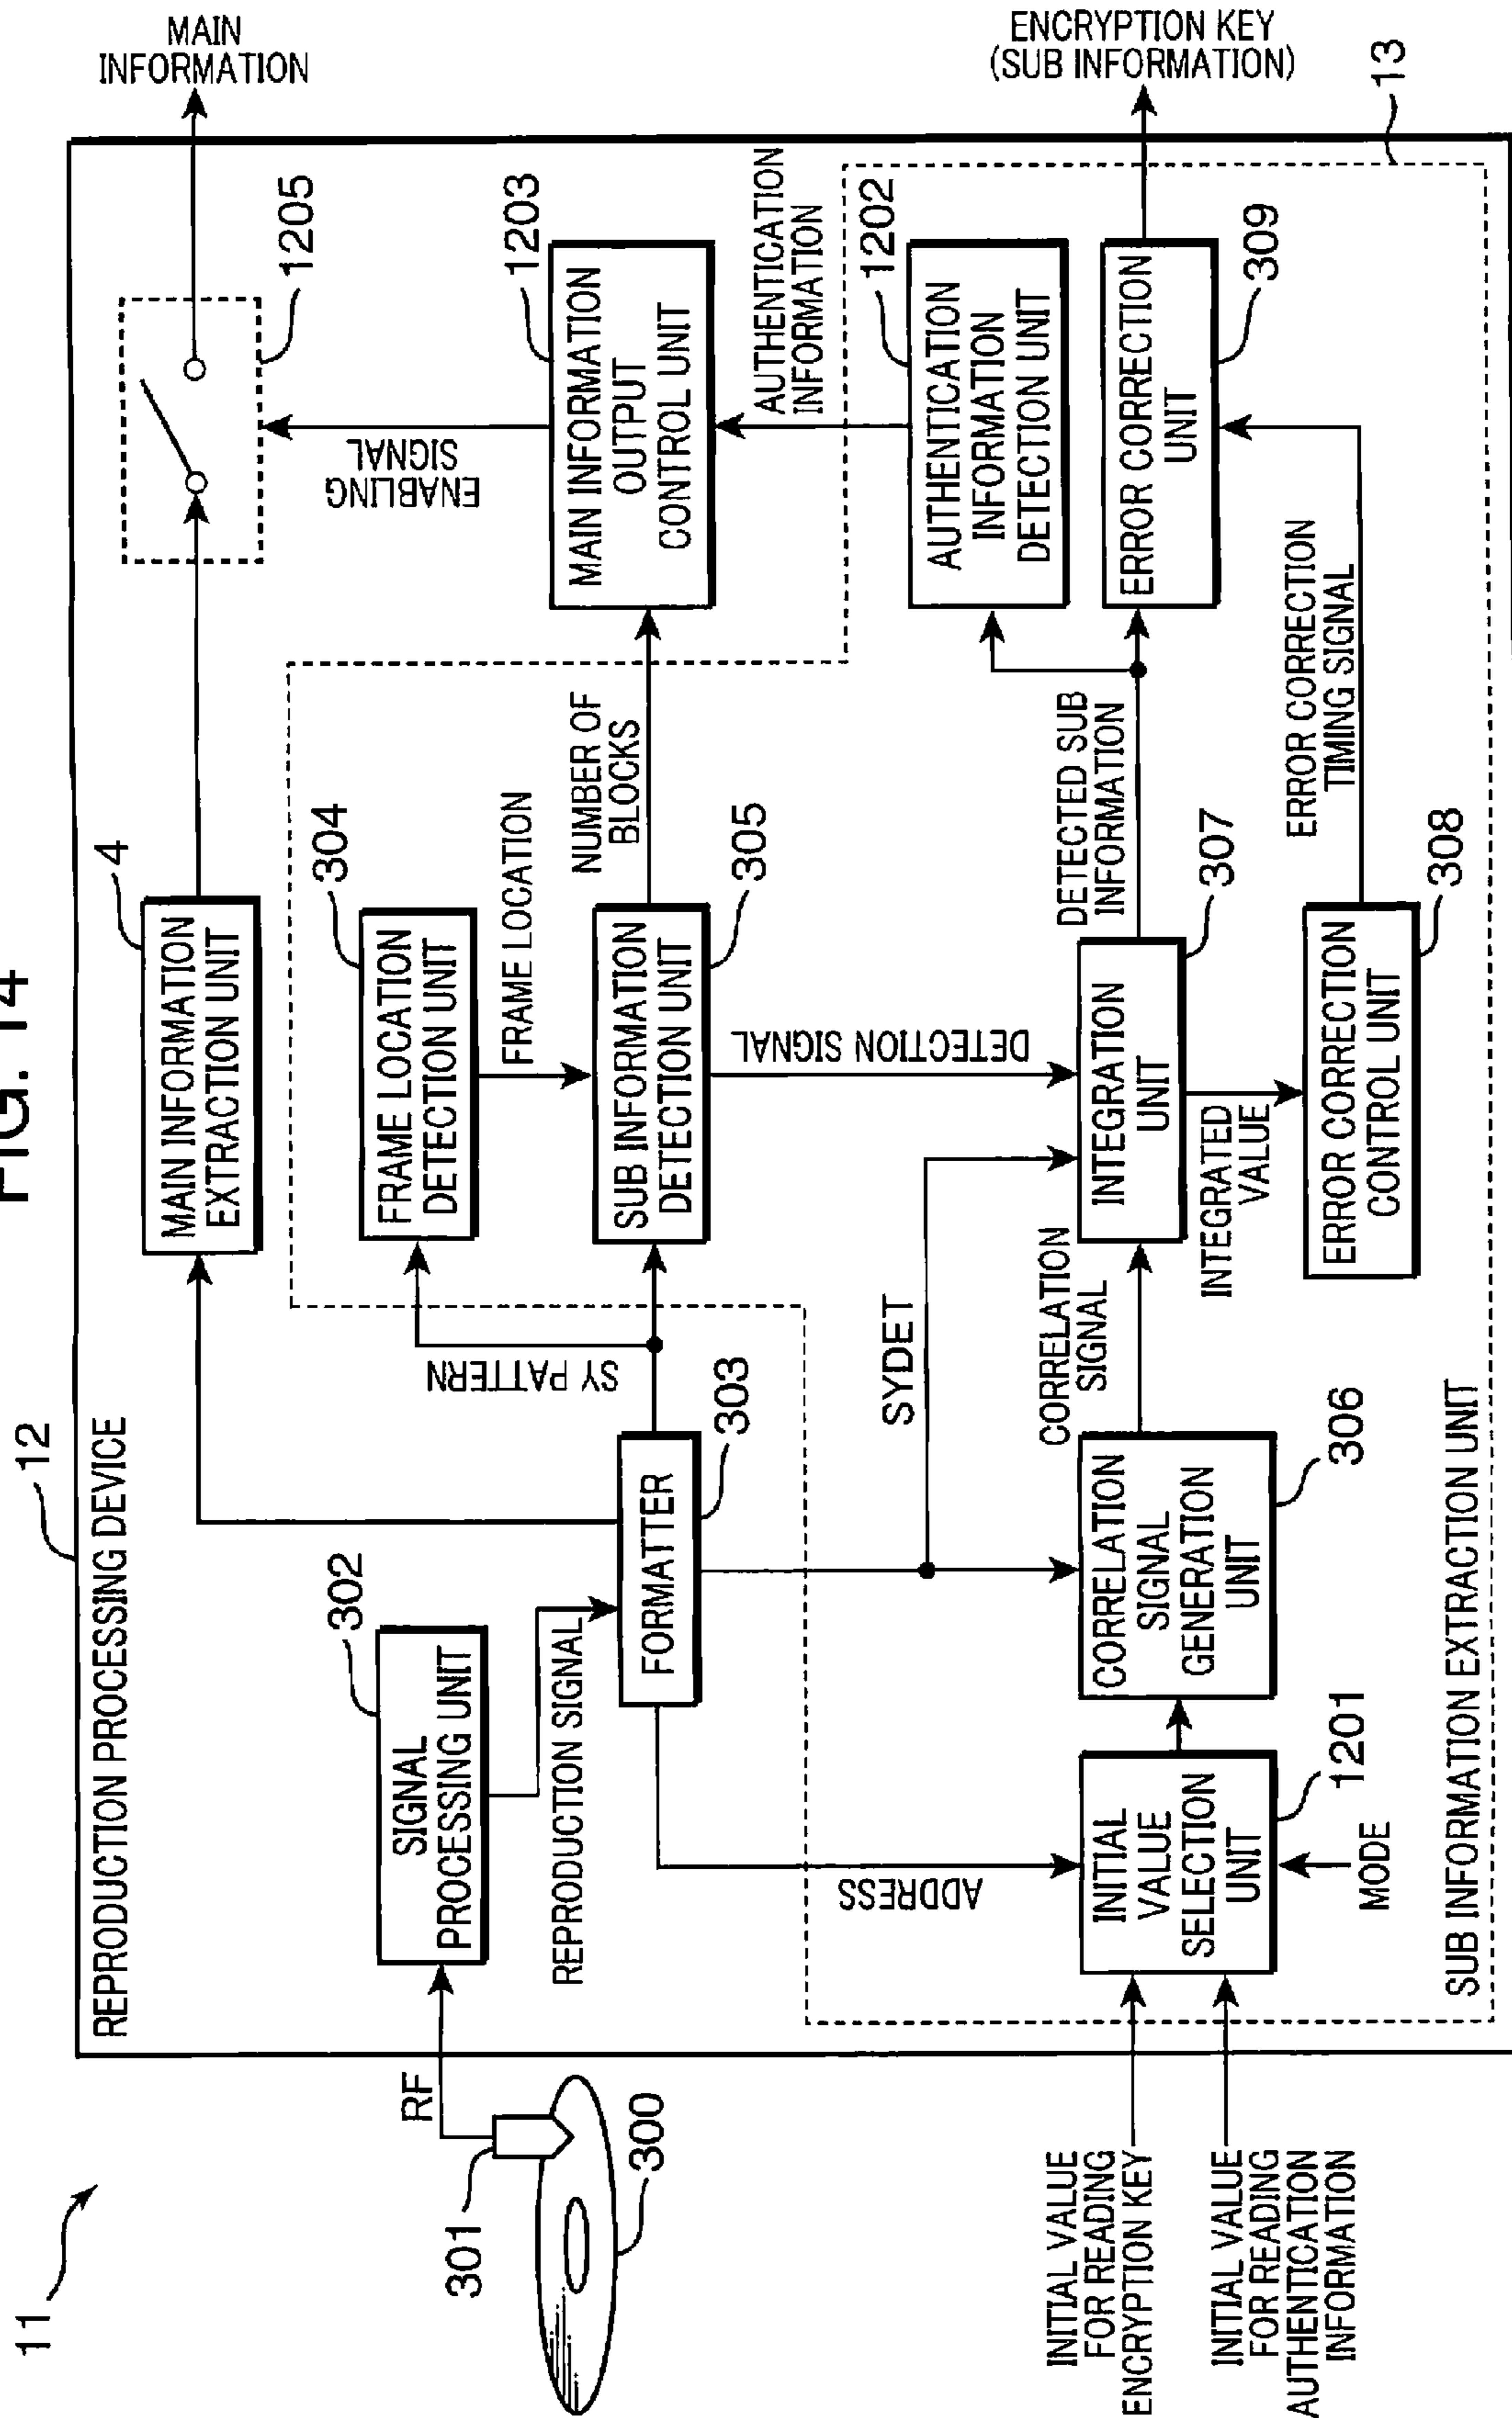 FIG. 14
11
12
REPRODUCTION PROCESSING DEVICE
301
RF
300
302
SIGNAL
PROCESSING UNIT
REPRODUCTION SIGNAL
FORMATTER
303
SY PATTERN
ADDRESS
SYDET
4
MAIN INFORMATION
EXTRACTION UNIT
304
FRAME LOCATION
DETECTION UNIT
FRAME LOCATION
SUB INFORMATION
DETECTION UNIT
305
NUMBER OF
BLOCKS
DETECTION SIGNAL
MAIN
INFORMATION
1205
ENABLING
SIGNAL
MAIN INFORMATION
OUTPUT
CONTROL UNIT
1203
AUTHENTICATION
INFORMATION
AUTHENTICATION
INFORMATION
DETECTION UNIT
1202
INITIAL VALUE
FOR READING
ENCRYPTION KEY
INITIAL VALUE
FOR READING
AUTHENTICATION
INFORMATION
INITIAL
VALUE
SELECTION
UNIT
1201
MODE
CORRELATION
SIGNAL
GENERATION
UNIT
306
CORRELATION
SIGNAL
INTEGRATION
UNIT
307
INTEGRATED
VALUE
DETECTED SUB
INFORMATION
ERROR CORRECTION
CONTROL UNIT
308
ERROR CORRECTION
TIMING SIGNAL
ERROR CORRECTION
UNIT
309
ENCRYPTION KEY
(SUB INFORMATION)
13
SUB INFORMATION EXTRACTION UNIT